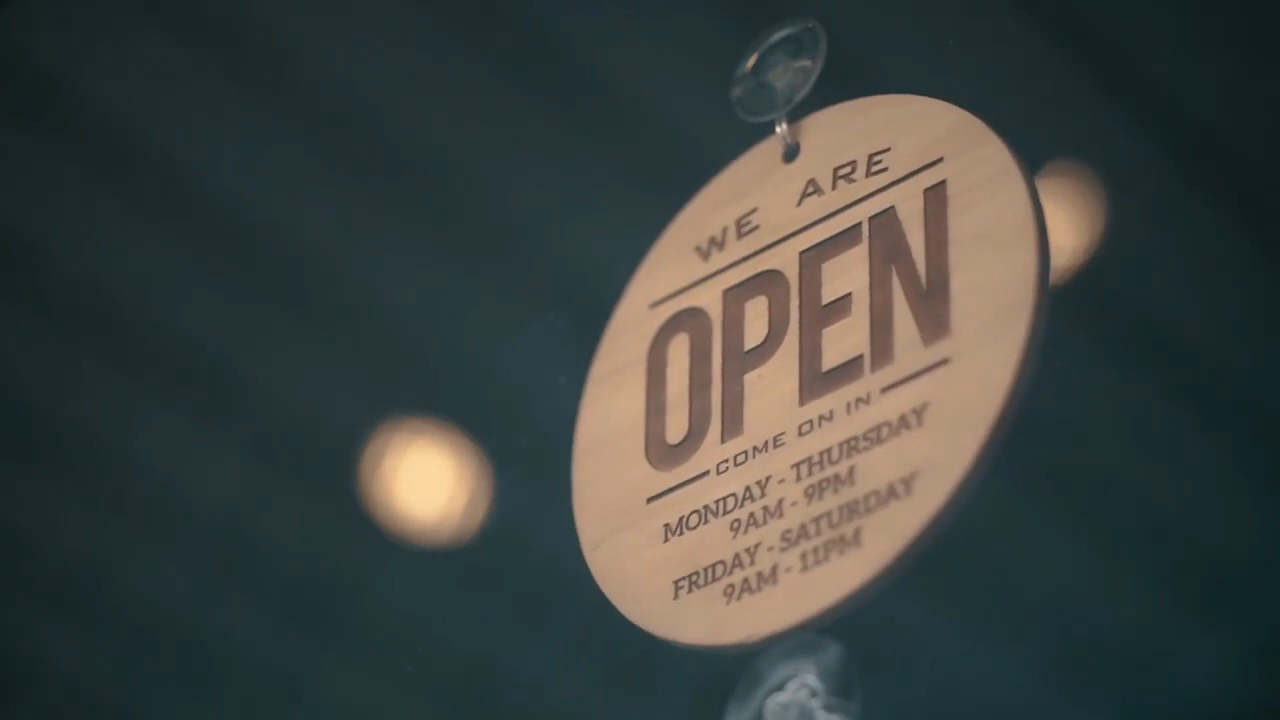 WE ARE
OPEN
COME ON IN
MONDAY - THURSDAY
9AM - 9PM
FRIDAY - SATURDAY
9AM - 11PM